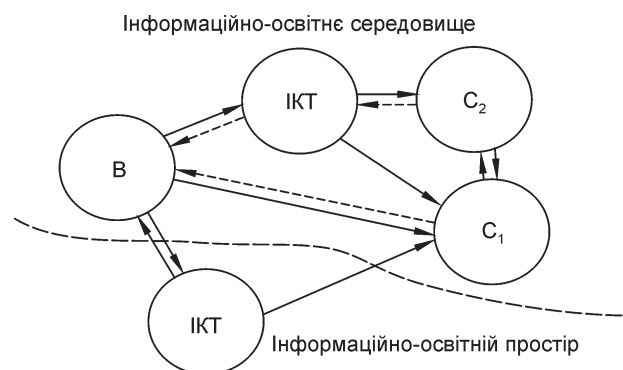 Інформаційно-освітнє середовище
ІКТ
С2
В
С1
ІКТ
Інформаційно-освітній простір